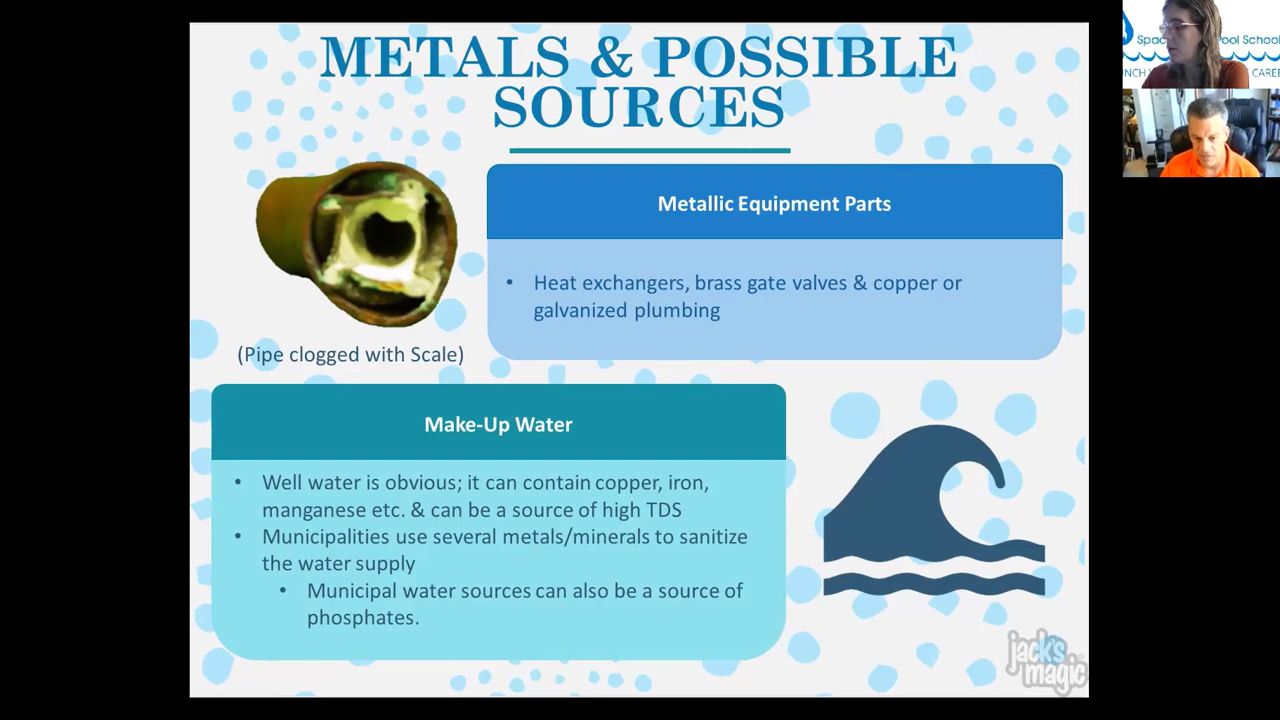 METALS & POSSIBLE
SOURCES
Metallic Equipment Parts
• Heat exchangers, brass gate valves & copper or
galvanized plumbing
(Pipe clogged with Scale)
Make-Up Water
• Well water is obvious; it can contain copper, iron,
manganese etc. & can be a source of high TDS
• Municipalities use several metals/minerals to sanitize
the water supply
• Municipal water sources can also be a source of
phosphates.
jack's
magic
Pool School